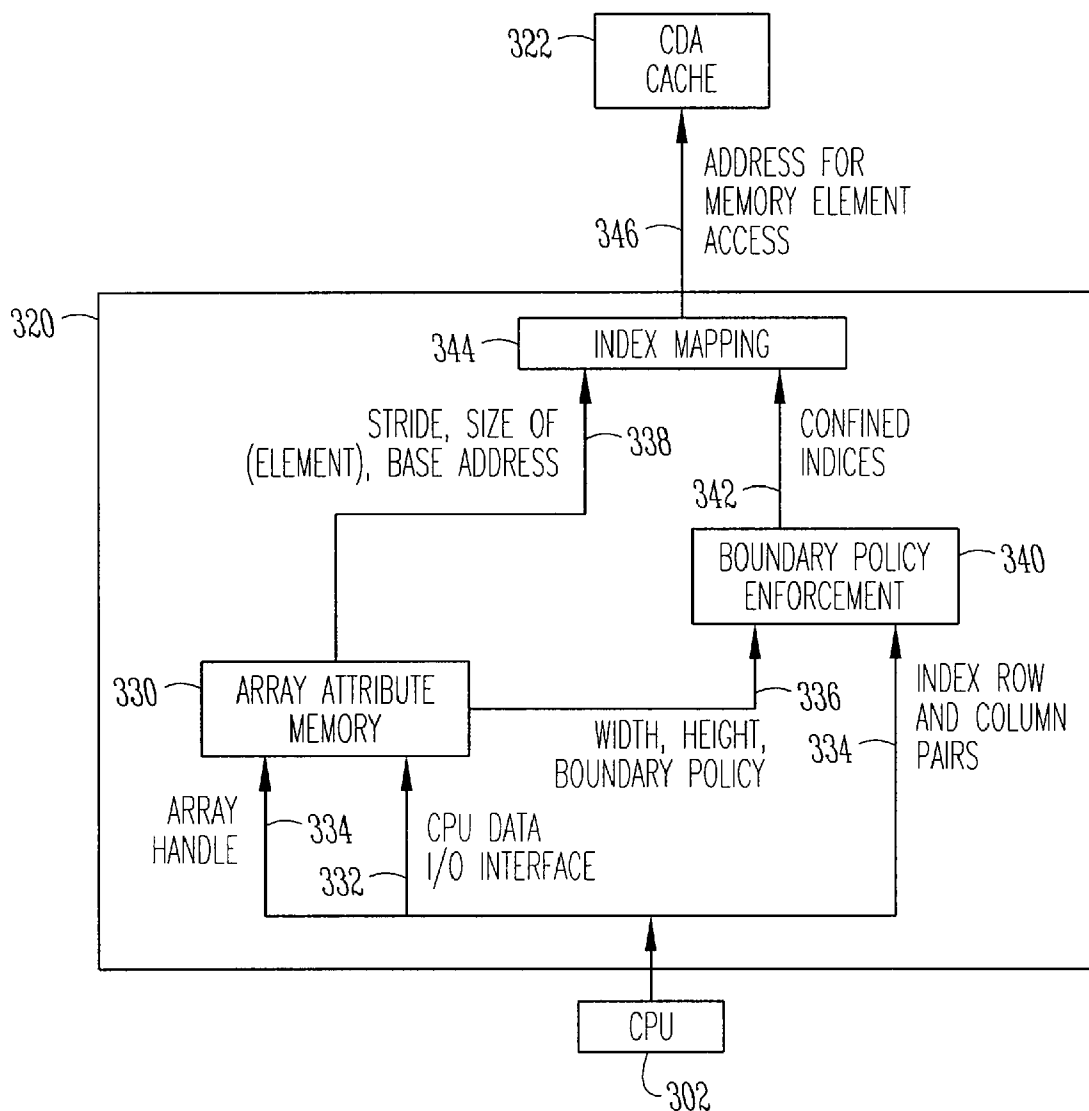 322
CDA
CACHE
ADDRESS FOR
MEMORY ELEMENT
ACCESS
346
320
344
INDEX MAPPING
STRIDE, SIZE OF
(ELEMENT), BASE ADDRESS
338
CONFINED
INDICES
342
BOUNDARY POLICY
ENFORCEMENT
340
330
ARRAY ATTRIBUTE
MEMORY
336
WIDTH, HEIGHT,
BOUNDARY POLICY
INDEX ROW
AND COLUMN
PAIRS
334
ARRAY
HANDLE
334
332
CPU DATA
I/O INTERFACE
CPU
302